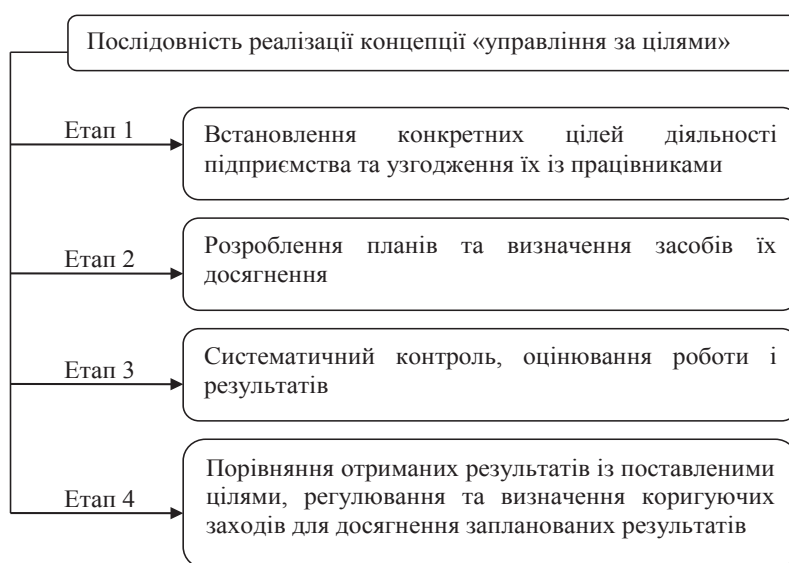 Послідовність реалізації концепції «управління за цілями»
Етап 1
Встановлення конкретних цілей діяльності
підприємства та узгодження їх із працівниками
Етап 2
Розроблення планів та визначення засобів їх
досягнення
Етап 3
Систематичний контроль, оцінювання роботи і
результатів
Етап 4
Порівняння отриманих результатів із поставленими
цілями, регулювання та визначення коригуючих
заходів для досягнення запланованих результатів